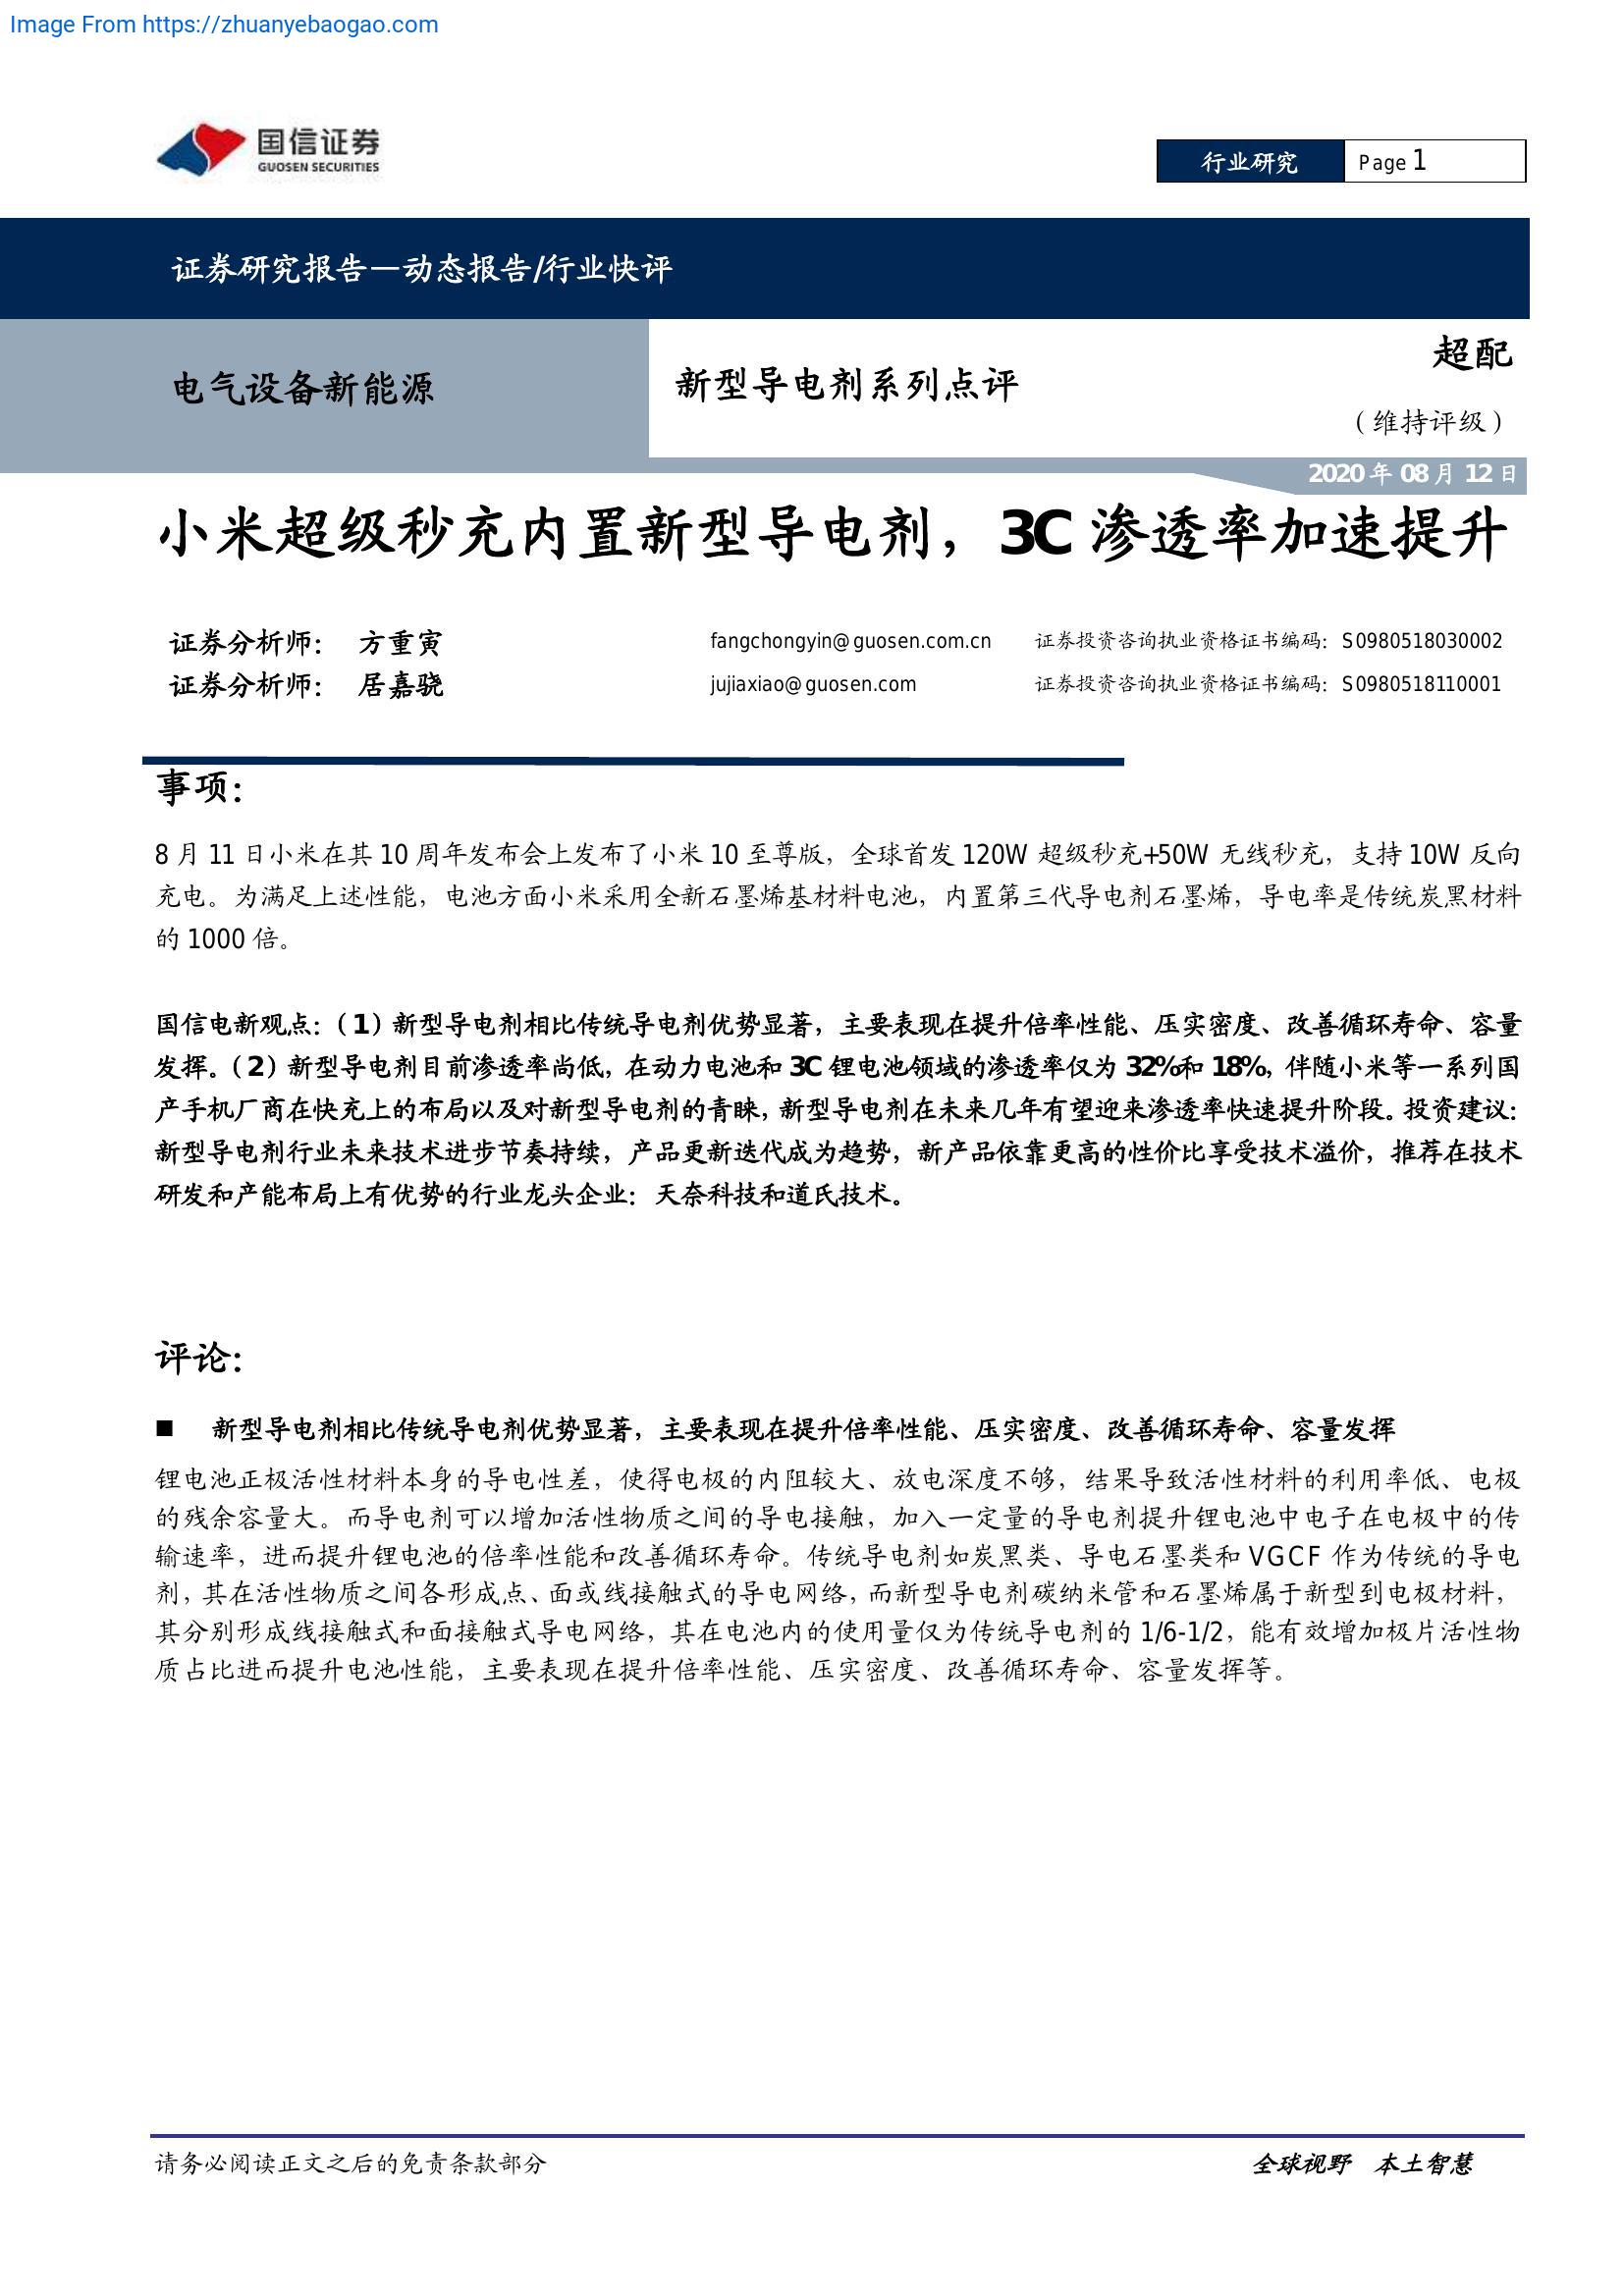 Image From https://zhuanyebaogao.com
国信证券
GUOSEN SECURITIES
行业研究
Page 1
证券研究报告—动态报告/行业快评
电气设备新能源
新型导电剂系列点评
超配
（维持评级）
2020 年 08 月 12 日
小米超级秒充内置新型导电剂，3C 渗透率加速提升
证券分析师： 方重寅 fangchongyin@guosen.com.cn 证券投资咨询执业资格证书编码：S0980518030002
证券分析师： 居嘉骁 jujiaxiao@guosen.com 证券投资咨询执业资格证书编码：S0980518110001
事项：
8 月 11 日小米在其 10 周年发布会上发布了小米 10 至尊版，全球首发 120W 超级秒充+50W 无线秒充，支持 10W 反向
充电。为满足上述性能，电池方面小米采用全新石墨烯基材料电池，内置第三代导电剂石墨烯，导电率是传统炭黑材料
的 1000 倍。
国信电新观点：（1）新型导电剂相比传统导电剂优势显著，主要表现在提升倍率性能、压实密度、改善循环寿命、容量
发挥。（2）新型导电剂目前渗透率尚低，在动力电池和 3C 锂电池领域的渗透率仅为 32%和 18%，伴随小米等一系列国
产手机厂商在快充上的布局以及对新型导电剂的青睐，新型导电剂在未来几年有望迎来渗透率快速提升阶段。投资建议：
新型导电剂行业未来技术进步节奏持续，产品更新迭代成为趋势，新产品依靠更高的性价比享受技术溢价，推荐在技术
研发和产能布局上有优势的行业龙头企业：天奈科技和道氏技术。
评论：
■ 新型导电剂相比传统导电剂优势显著，主要表现在提升倍率性能、压实密度、改善循环寿命、容量发挥
锂电池正极活性材料本身的导电性差，使得电极的内阻较大、放电深度不够，结果导致活性材料的利用率低、电极
的残余容量大。而导电剂可以增加活性物质之间的导电接触，加入一定量的导电剂提升锂电池中电子在电极中的传
输速率，进而提升锂电池的倍率性能和改善循环寿命。传统导电剂如炭黑类、导电石墨类和 VGCF 作为传统的导电
剂，其在活性物质之间各形成点、面或线接触式的导电网络，而新型导电剂碳纳米管和石墨烯属于新型到电极材料，
其分别形成线接触式和面接触式导电网络，其在电池内的使用量仅为传统导电剂的 1/6-1/2，能有效增加极片活性物
质占比进而提升电池性能，主要表现在提升倍率性能、压实密度、改善循环寿命、容量发挥等。
请务必阅读正文之后的免责条款部分
全球视野 本土智慧